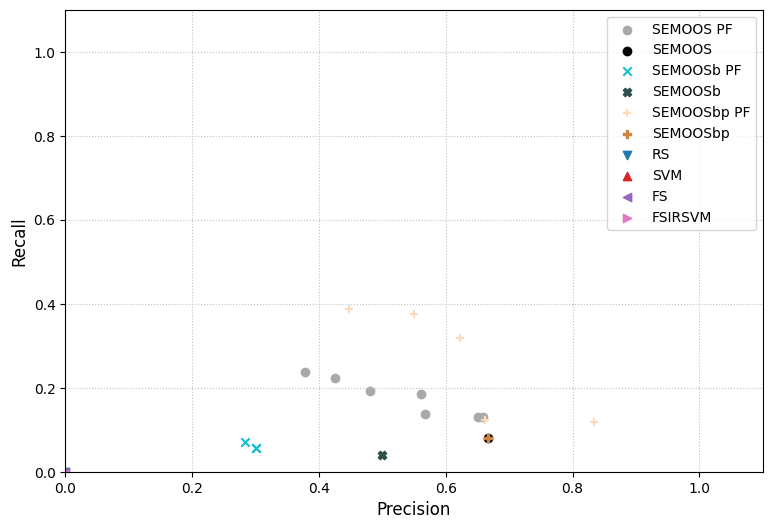 SEMOOS PF
SEMOOS
SEMOOSb PF
SEMOOSb
SEMOOSbp PF
SEMOOSbp
RS
SVM
FS
FSIRSVM
1.0
0.8
0.6
0.4
0.2
0.0
Recall
0.0 0.2 0.4 0.6 0.8 1.0
Precision